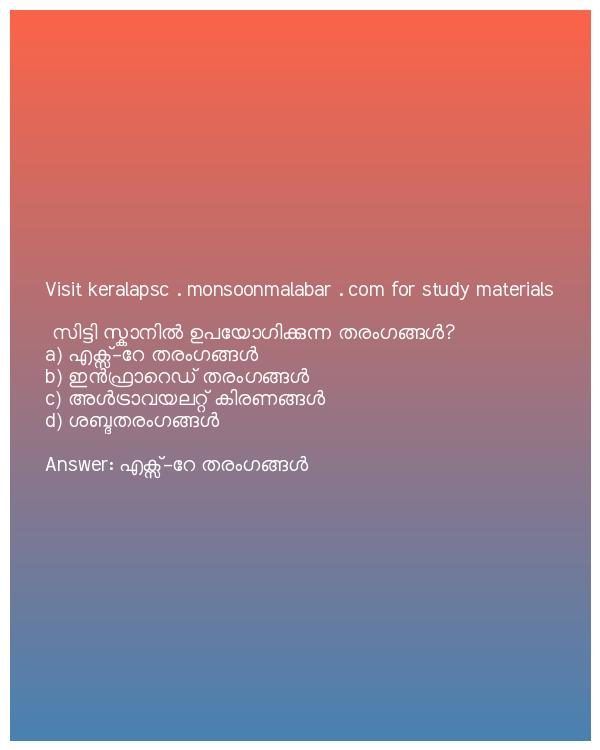 Visit keralapsc . monsoonmalabar . com for study materials
സിട്ടി സ്കാനിൽ ഉപയോഗിക്കുന്ന തരംഗങ്ങൾ?
a) എക്സ്-റേ തരംഗങ്ങൾ
b) ഇൻഫ്രാറെഡ് തരംഗങ്ങൾ
c) അൾട്രാവയലറ്റ് കിരണങ്ങൾ
d) ശബ്ദതരംഗങ്ങൾ
Answer: എക്സ്-റേ തരംഗങ്ങൾ